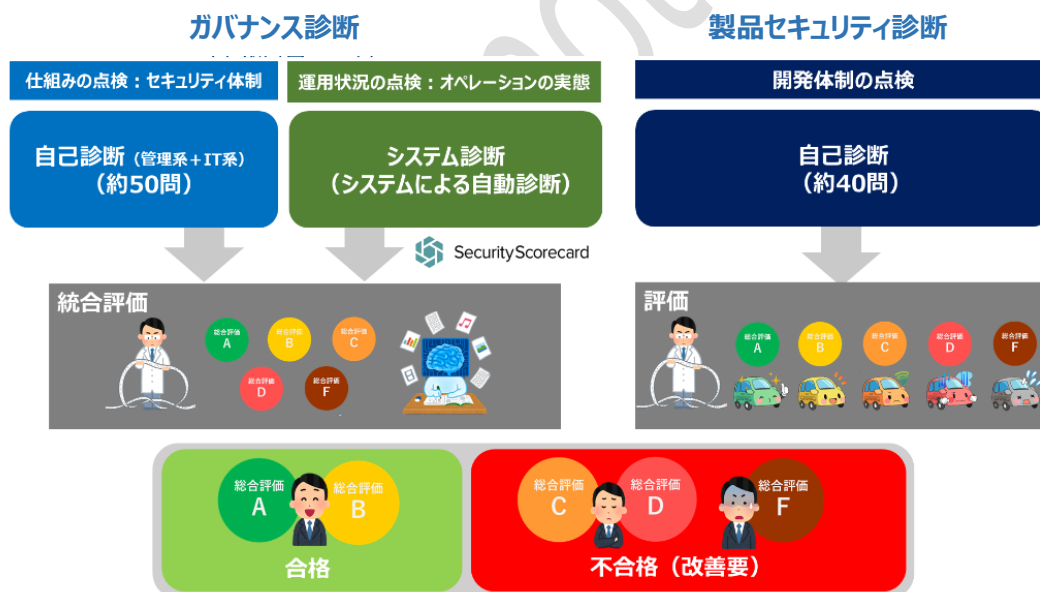 ガバナンス診断
製品セキュリティ診断
仕組みの点検：セキュリティ体制
運用状況の点検：オペレーションの実態
開発体制の点検
自己診断（管理系＋IT系）
（約50問）
システム診断
（システムによる自動診断）
自己診断
（約40問）
SecurityScorecard
統合評価
総合評価
A
総合評価
B
総合評価
C
総合評価
D
総合評価
F
評価
総合評価
A
総合評価
B
総合評価
C
総合評価
D
総合評価
F
総合評価
A
総合評価
B
合格
総合評価
C
総合評価
D
総合評価
F
不合格（改善要）